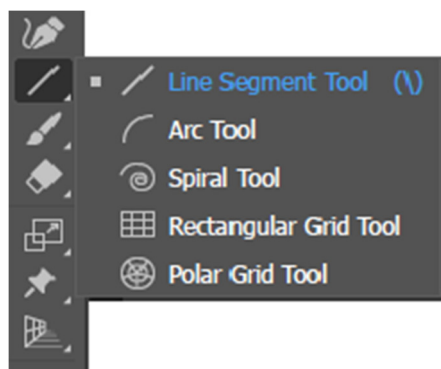 Line Segment Tool (\)
Arc Tool
Spiral Tool
Rectangular Grid Tool
Polar Grid Tool